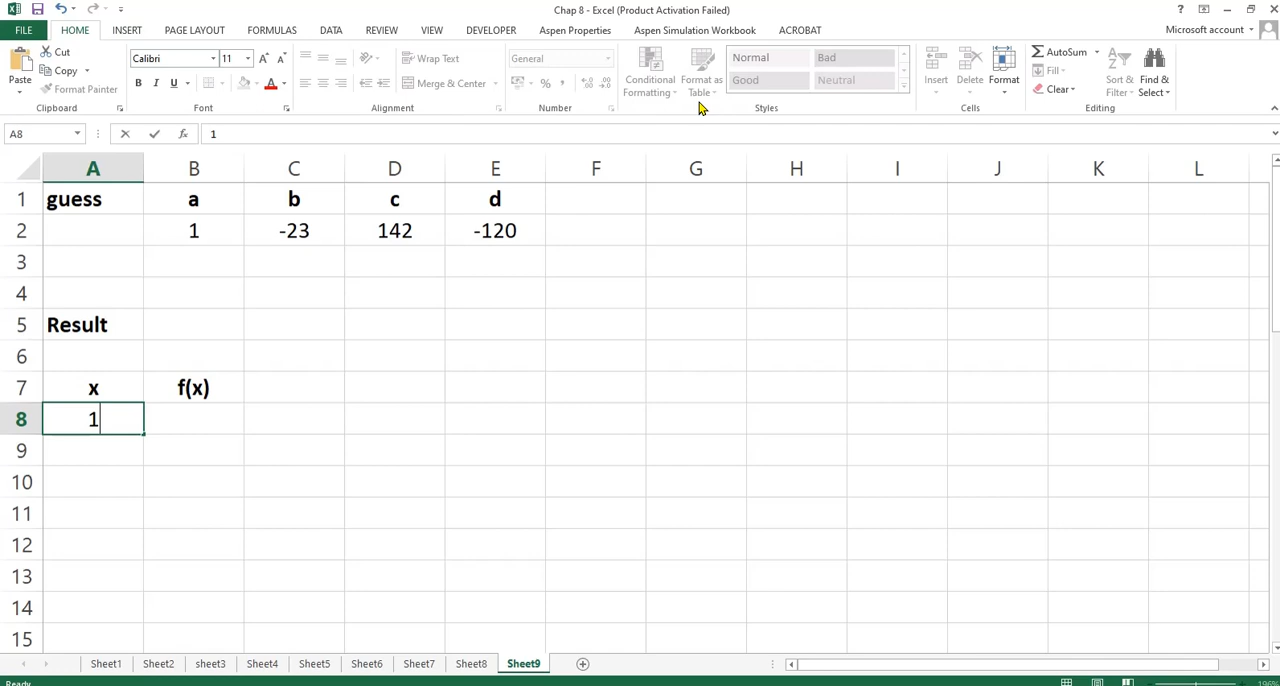 Chap 8 - Excel (Product Activation Failed)
FILE HOME INSERT PAGE LAYOUT FORMULAS DATA REVIEW VIEW DEVELOPER Aspen Properties Aspen Simulation Workbook ACROBAT Microsoft account
Paste
Cut
Copy
Format Painter
Clipboard
Calibri 11
B I U
Font
Wrap Text
Merge & Center
Alignment
General
%
Number
Conditional Formatting
Format as Table
Normal Bad
Good Neutral
Styles
Insert Delete Format
Cells
AutoSum
Fill
Clear
Sort & Filter
Find & Select
Editing
A8 fx 1
A B C D E F G H I J K L
1 guess a b c d
2 1 -23 142 -120
3
4
5 Result
6
7 x f(x)
8 1
9
10
11
12
13
14
15
Sheet1 Sheet2 sheet3 Sheet4 Sheet5 Sheet6 Sheet7 Sheet8 Sheet9
Ready 196%